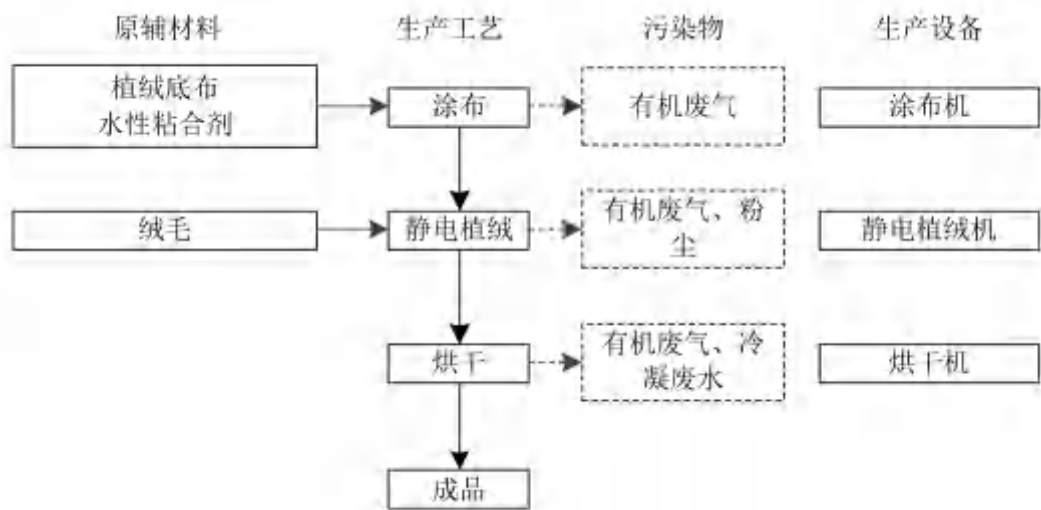 原辅材料 生产工艺 污染物 生产设备
植绒底布
水性粘合剂
涂布
有机废气
涂布机
绒毛
静电植绒
有机废气、粉
尘
静电植绒机
烘干
有机废气、冷
凝废水
烘干机
成品